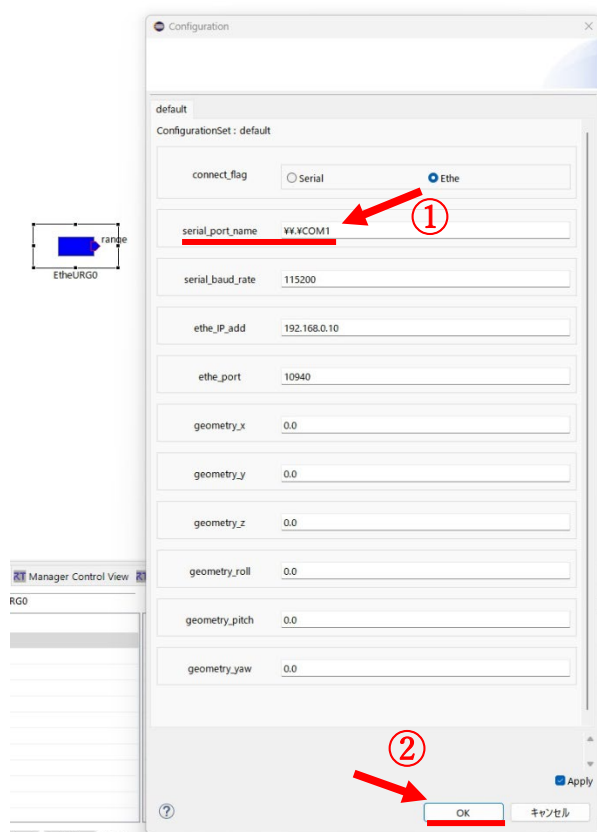 Configuration
default
ConfigurationSet : default
connect_flag
Serial
Ethe
①
serial_port_name
¥¥.¥COM1
range
EtheURG0
serial_baud_rate
115200
ethe_IP_add
192.168.0.10
ethe_port
10940
geometry_x
0.0
geometry_y
0.0
geometry_z
0.0
RT Manager Control View
RT
geometry_roll
0.0
RG0
geometry_pitch
0.0
geometry_yaw
0.0
②
Apply
?
OK
キャンセル